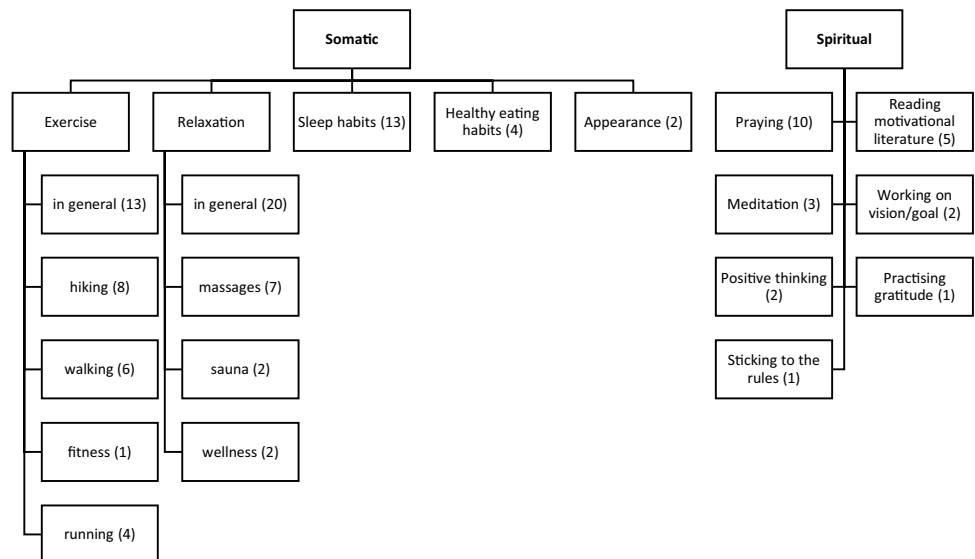 Somatic
Exercise
Relaxation
Sleep habits (13)
Healthy eating
habits (4)
Appearance (2)
in general (13)
hiking (8)
walking (6)
fitness (1)
running (4)
in general (20)
massages (7)
sauna (2)
wellness (2)
Spiritual
Praying (10)
Reading
motivational
literature (5)
Meditation (3)
Working on
vision/goal (2)
Positive thinking
(2)
Practising
gratitude (1)
Sticking to the
rules (1)